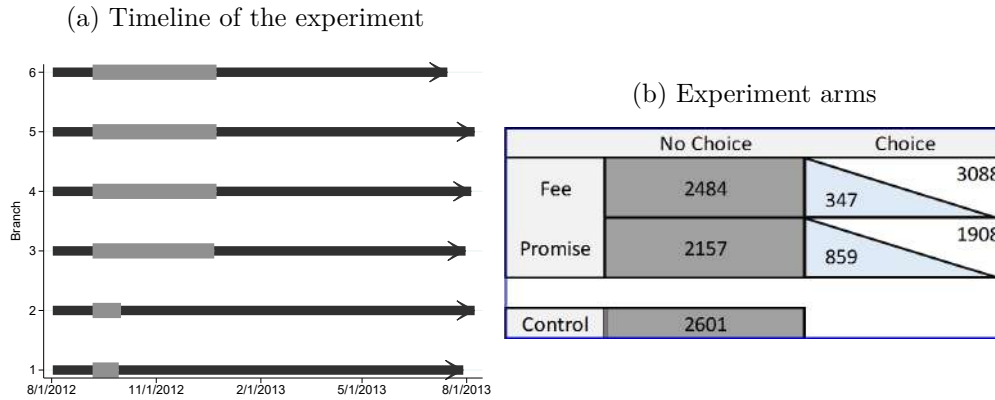 (a) Timeline of the experiment
6
5
4
3
2
1
Branch
8/1/2012 11/1/2012 2/1/2013 5/1/2013 8/1/2013
(b) Experiment arms
No Choice Choice
Fee 2484 347 3088
Promise 2157 859 1908
Control 2601